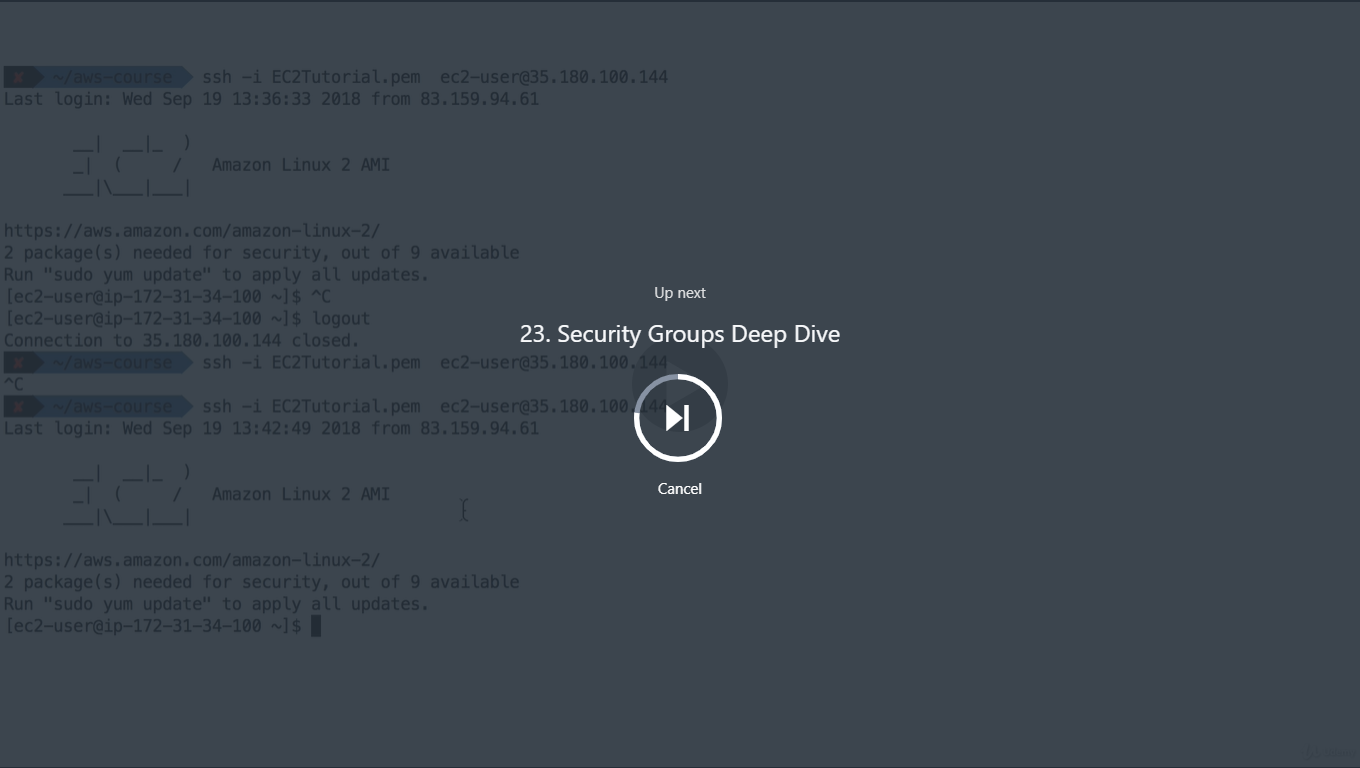 ~/aws-course ssh -i EC2Tutorial.pem  ec2-user@35.180.100.144
Last login: Wed Sep 19 13:36:33 2018 from 83.159.94.61
__|  __|_  )
_|  (     /   Amazon Linux 2 AMI
___|\___|___|
https://aws.amazon.com/amazon-linux-2/
2 package(s) needed for security, out of 9 available
Run "sudo yum update" to apply all updates.
[ec2-user@ip-172-31-34-100 ~]$ ^C
[ec2-user@ip-172-31-34-100 ~]$ logout
Connection to 35.180.100.144 closed.
✘ ~/aws-course ssh -i EC2Tutorial.pem  ec2-user@35.180.100.144
^C
✘ ~/aws-course ssh -i EC2Tutorial.pem  ec2-user@35.180.100.144
Last login: Wed Sep 19 13:42:49 2018 from 83.159.94.61
__|  __|_  )
_|  (     /   Amazon Linux 2 AMI
___|\___|___|
https://aws.amazon.com/amazon-linux-2/
2 package(s) needed for security, out of 9 available
Run "sudo yum update" to apply all updates.
[ec2-user@ip-172-31-34-100 ~]$
Up next
23. Security Groups Deep Dive
Cancel